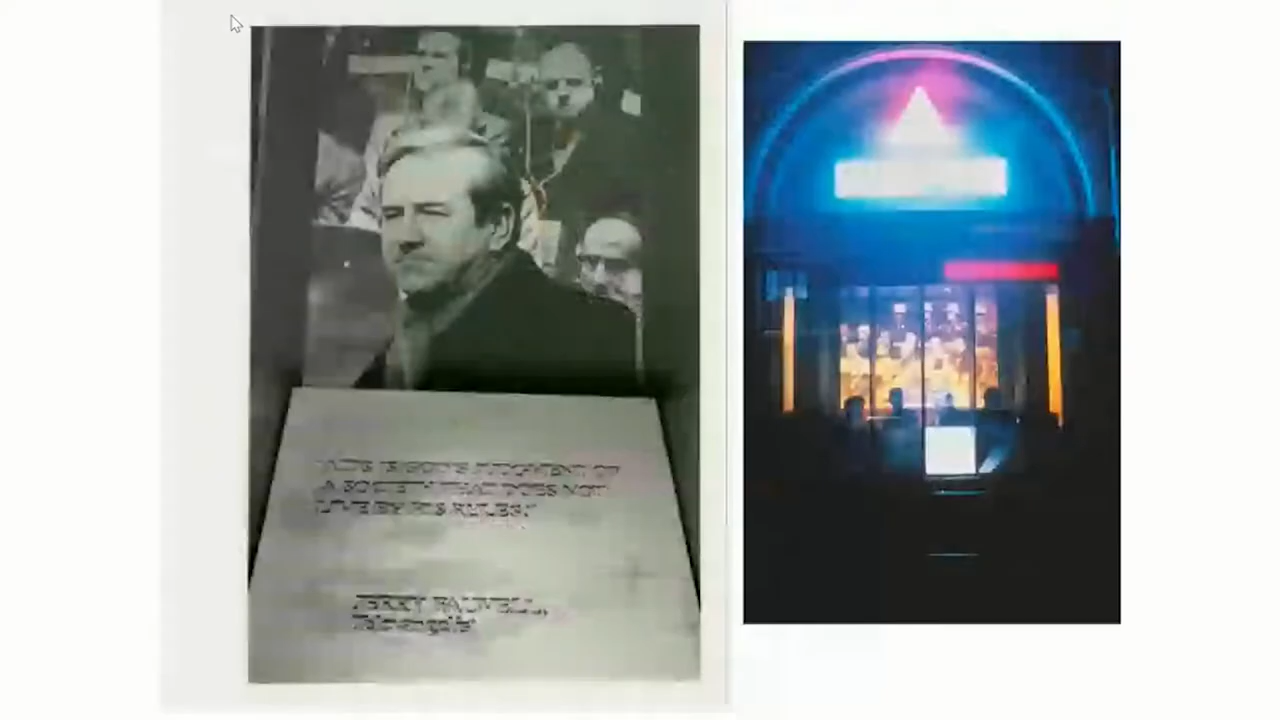 "AIDS IS GOD'S JUDGMENT OF
A SOCIETY THAT DOES NOT
LIVE BY HIS RULES."
JERRY FALWELL,